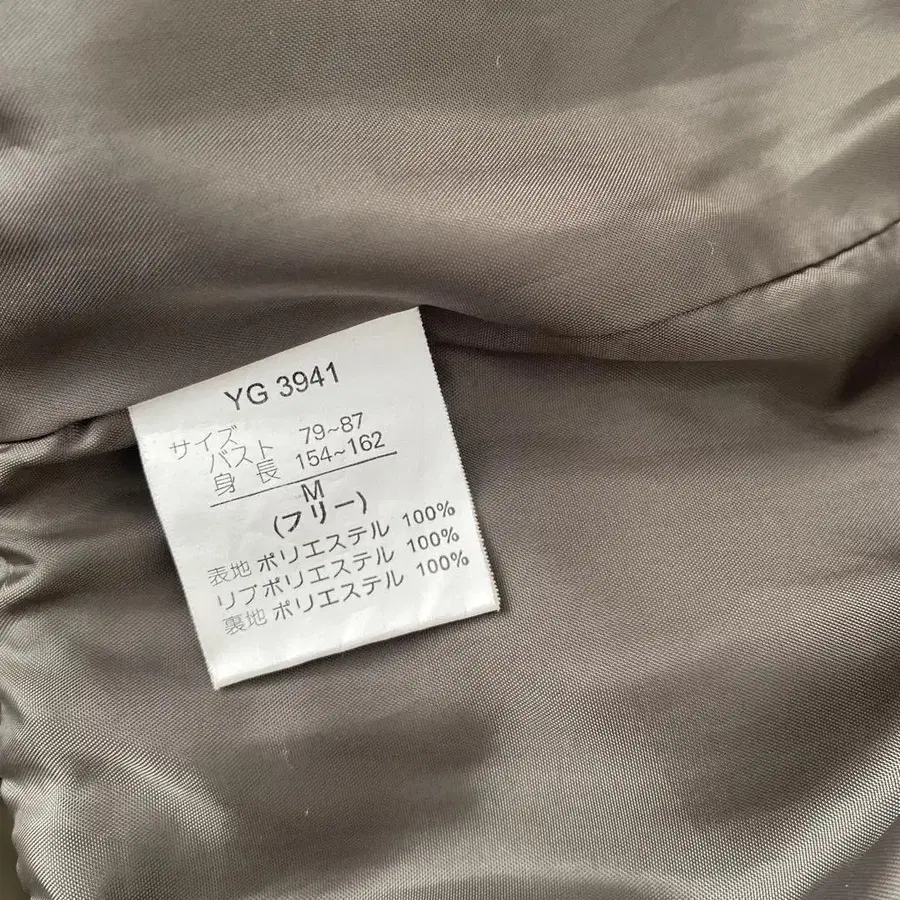 YG 3941
サイズ
バスト 79~87
身長 154~162
M
(フリー)
表地 ポリエステル 100%
リブポリエステル 100%
裏地 ポリエステル 100%